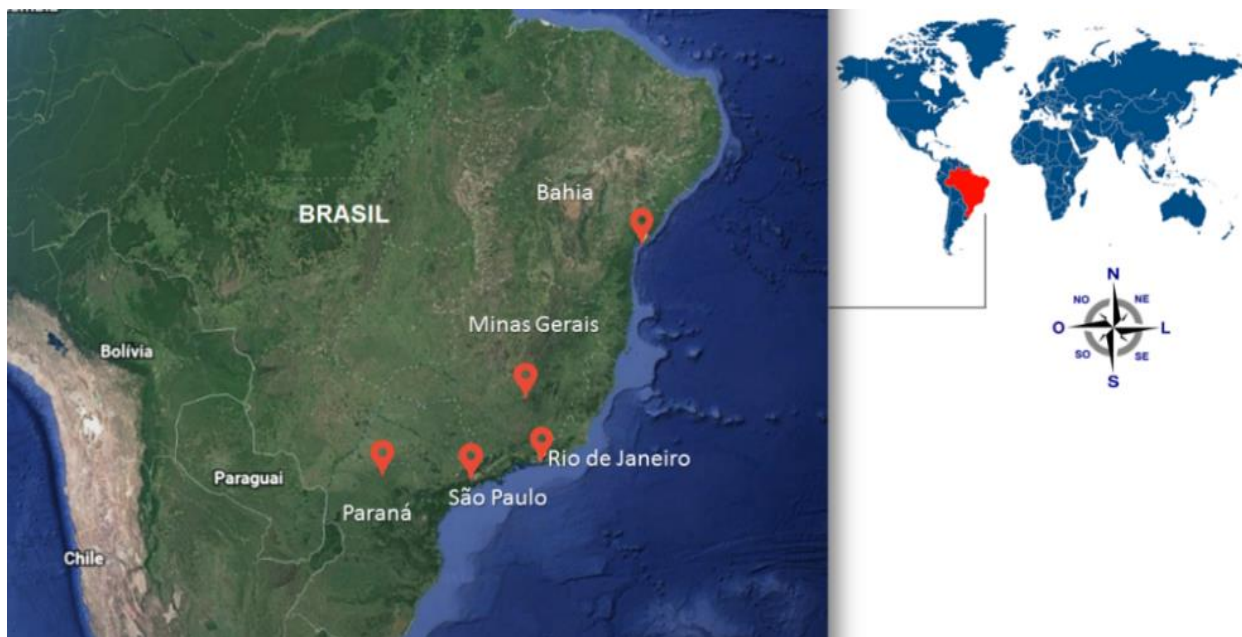 Bahia
BRASIL
Minas Gerais
Bolívia
Rio de Janeiro
Paraguai
São Paulo
Paraná
Chile
N
NO
NE
O
L
SO
SE
S